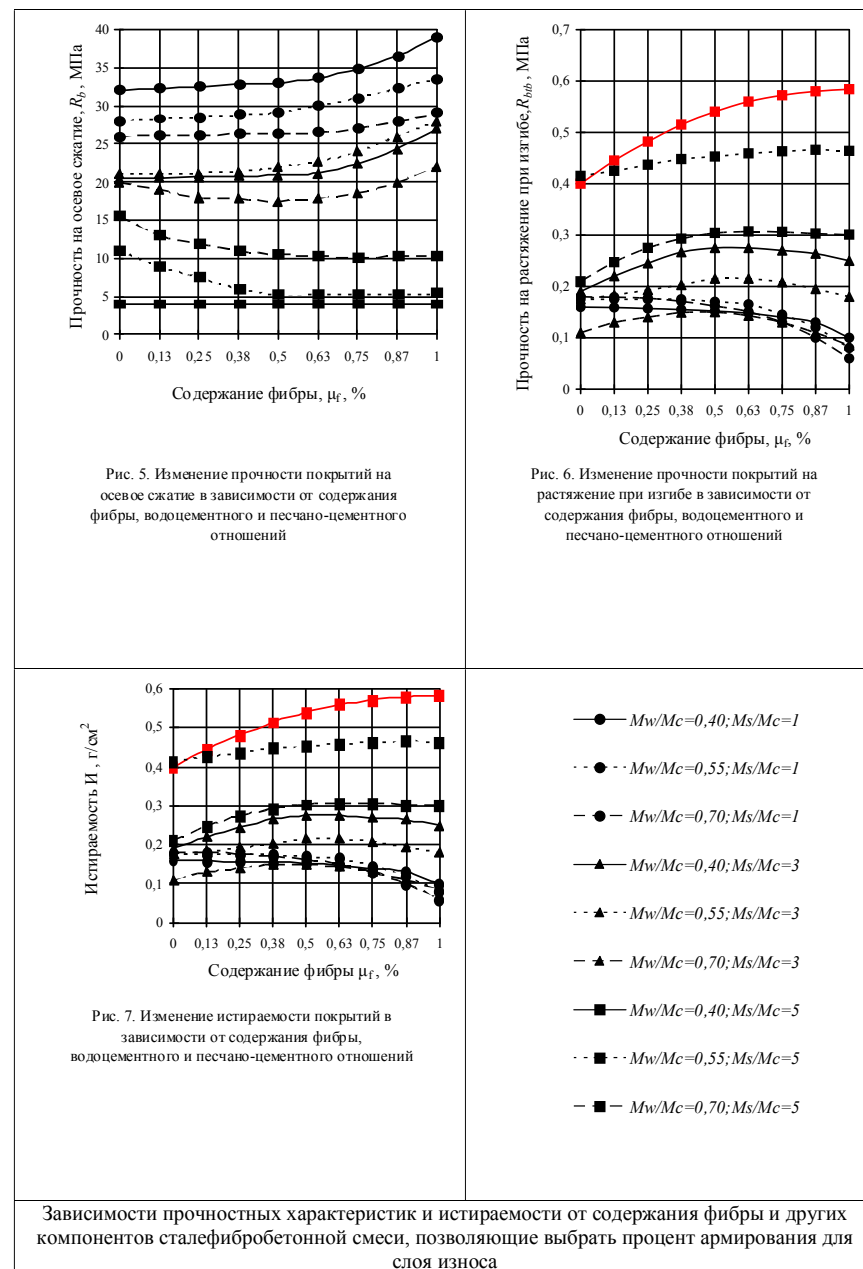 Прочность на осевое сжатие, R_b, МПа
40
35
30
25
20
15
10
5
0
0 0,13 0,25 0,38 0,5 0,63 0,75 0,87 1
Содержание фибры, μ_f, %
Рис. 5. Изменение прочности покрытий на
осевое сжатие в зависимости от содержания
фибры, водоцементного и песчано-цементного
отношений
Прочность на растяжение при изгибе, R_btb, МПа
0,7
0,6
0,5
0,4
0,3
0,2
0,1
0
0 0,13 0,25 0,38 0,5 0,63 0,75 0,87 1
Содержание фибры, μ_f, %
Рис. 6. Изменение прочности покрытий на
растяжение при изгибе в зависимости от
содержания фибры, водоцементного и
песчано-цементного отношений
Истираемость И , г/см²
0,6
0,5
0,4
0,3
0,2
0,1
0
0 0,13 0,25 0,38 0,5 0,63 0,75 0,87 1
Содержание фибры μ_f, %
Рис. 7. Изменение истираемости покрытий в
зависимости от содержания фибры,
водоцементного и песчано-цементного отношений
Mw/Mc=0,40;Ms/Mc=1
Mw/Mc=0,55;Ms/Mc=1
Mw/Mc=0,70;Ms/Mc=1
Mw/Mc=0,40;Ms/Mc=3
Mw/Mc=0,55;Ms/Mc=3
Mw/Mc=0,70;Ms/Mc=3
Mw/Mc=0,40;Ms/Mc=5
Mw/Mc=0,55;Ms/Mc=5
Mw/Mc=0,70;Ms/Mc=5
Зависимости прочностных характеристик и истираемости от содержания фибры и других
компонентов сталефибробетонной смеси, позволяющие выбрать процент армирования для
слоя износа